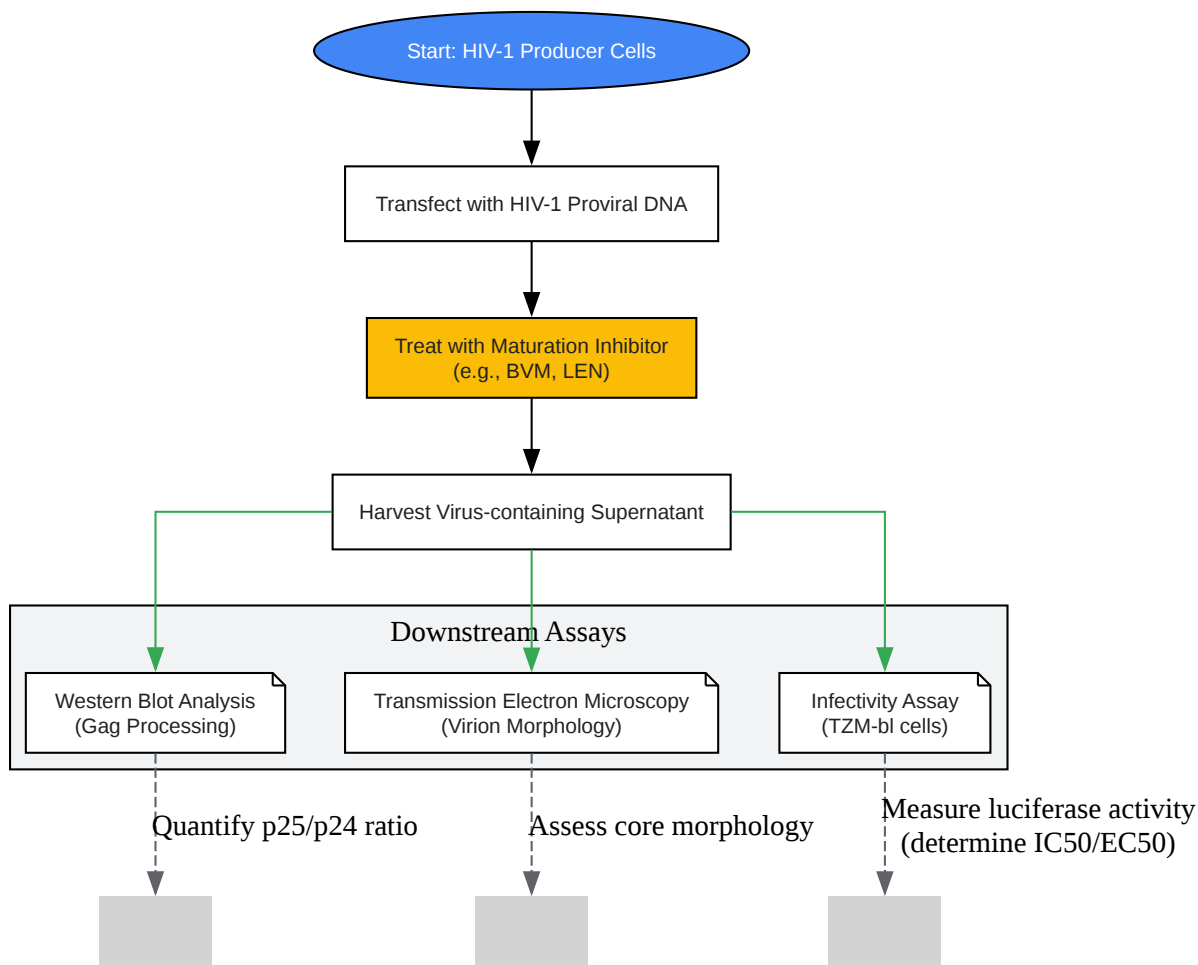 Start: HIV-1 Producer Cells
Transfect with HIV-1 Proviral DNA
Treat with Maturation Inhibitor
(e.g., BVM, LEN)
Harvest Virus-containing Supernatant
Downstream Assays
Western Blot Analysis
(Gag Processing)
Transmission Electron Microscopy
(Virion Morphology)
Infectivity Assay
(TZM-bl cells)
Quantify p25/p24 ratio
Assess core morphology
Measure luciferase activity
(determine IC50/EC50)